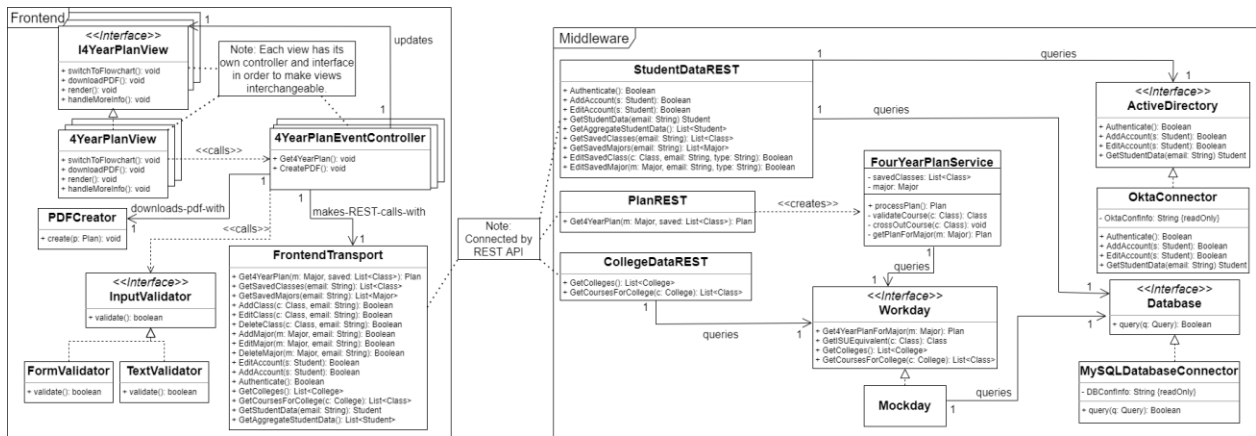 Frontend
<<Interface>>
I4YearPlanView
+ switchToFlowchart(): void
+ downloadPDF(): void
+ render(): void
+ handleMoreInfo(): void
1
updates
Note: Each view has its
own controller and interface
in order to make views
interchangeable.
4YearPlanView
+ switchToFlowchart(): void
+ downloadPDF(): void
+ render(): void
+ handleMoreInfo(): void
<<calls>>
1
4YearPlanEventController
+ Get4YearPlan(): void
+ CreatePDF(): void
1
1
downloads-pdf-with
makes-REST-calls-with
PDFCreator
+ create(p: Plan): void
1
<<calls>>
1
<<Interface>>
InputValidator
+ validate(): boolean
FormValidator
+ validate(): boolean
TextValidator
+ validate(): boolean
FrontendTransport
+ Get4YearPlan(m: Major, saved: List<Class>): Plan
+ GetSavedClasses(email: String): List<Class>
+ GetSavedMajors(email: String): List<Major>
+ AddClass(c: Class, email: String): Boolean
+ EditClass(c: Class, email: String): Boolean
+ DeleteClass(c: Class, email: String): Boolean
+ AddMajor(m: Major, email: String): Boolean
+ EditMajor(m: Major, email: String): Boolean
+ DeleteMajor(m: Major, email: String): Boolean
+ EditAccount(s: Student): Boolean
+ AddAccount(s: Student): Boolean
+ Authenticate(): Boolean
+ GetColleges(): List<College>
+ GetCoursesForCollege(c: College): List<Class>
+ GetStudentData(email: String): Student
+ GetAggregateStudentData(): List<Student>
Note:
Connected by
REST API
Middleware
StudentDataREST
+ Authenticate(): Boolean
+ AddAccount(s: Student): Boolean
+ EditAccount(s: Student): Boolean
+ GetStudentData(email: String) Student
+ GetAggregateStudentData(): List<Student>
+ GetSavedClasses(email: String): List<Class>
+ GetSavedMajors(email: String): List<Major>
+ EditSavedClass(c: Class, email: String, type: String): Boolean
+ EditSavedMajor(m: Major, email: String, type: String): Boolean
1
queries
1
1
queries
PlanREST
+ Get4YearPlan(m: Major, saved: List<Class>): Plan
<<creates>>
CollegeDataREST
+ GetColleges(): List<College>
+ GetCoursesForCollege(c: College): List<Class>
1
queries
1
FourYearPlanService
- savedClasses: List<Class>
- major: Major
+ processPlan(): Plan
- validateCourse(c: Class): Class
- crossOutCourse(c: Class): void
- getPlanForMajor(m: Major): Plan
1
queries
1
<<Interface>>
Workday
+ Get4YearPlanForMajor(m: Major): Plan
+ GetISUEquivalent(c: Class): Class
+ GetColleges(): List<College>
+ GetCoursesForCollege(c: College): List<Class>
Mockday
1
queries
1
<<Interface>>
ActiveDirectory
+ Authenticate(): Boolean
+ AddAccount(s: Student): Boolean
+ EditAccount(s: Student): Boolean
+ GetStudentData(email: String) Student
OktaConnector
- OktaConfInfo: String {readOnly}
+ Authenticate(): Boolean
+ AddAccount(s: Student): Boolean
+ EditAccount(s: Student): Boolean
+ GetStudentData(email: String) Student
1
<<Interface>>
Database
+ query(q: Query): Boolean
MySQLDatabaseConnector
- DBConfInfo: String {readOnly}
+ query(q: Query): Boolean